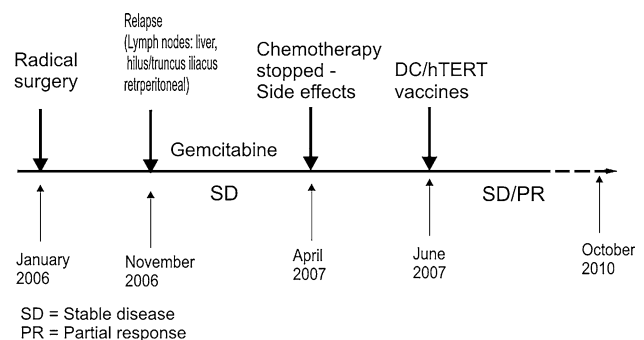 Radical
surgery
Relapse
(Lymph nodes: liver,
hilus/truncus iliacus
retrperitoneal)
Chemotherapy
stopped -
Side effects
DC/hTERT
vaccines
Gemcitabine
SD
SD/PR
January
2006
November
2006
April
2007
June
2007
October
2010
SD = Stable disease
PR = Partial response